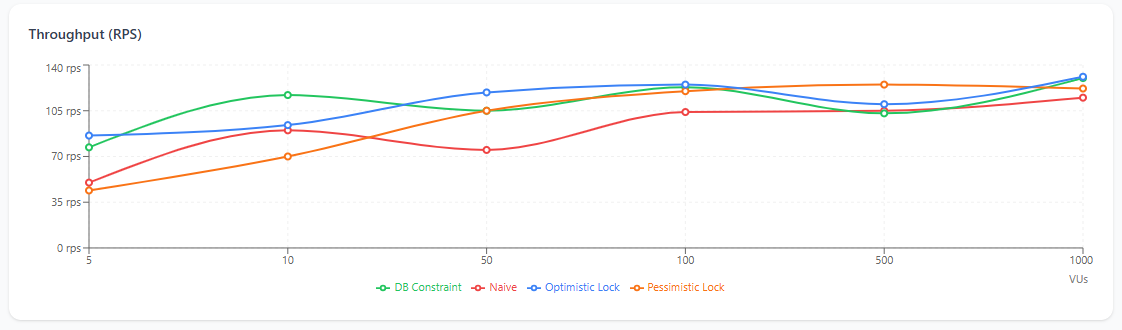 Throughput (RPS)
140 rps
105 rps
70 rps
35 rps
0 rps
5 10 50 100 500 1000
VUs
DB Constraint Naive Optimistic Lock Pessimistic Lock